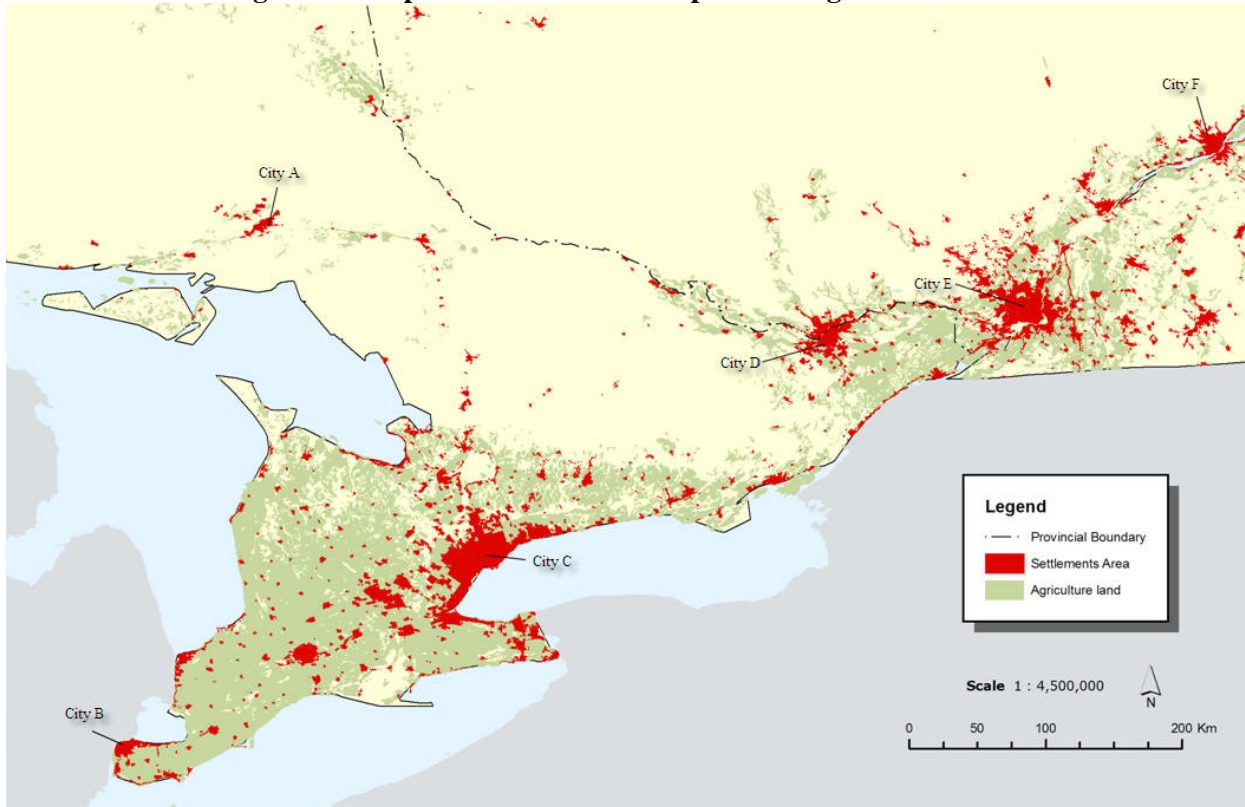 City F
City A
City E
City D
City C
City B
Legend
Provincial Boundary
Settlements Area
Agriculture land
Scale 1 : 4,500,000
N
0 50 100 200 Km